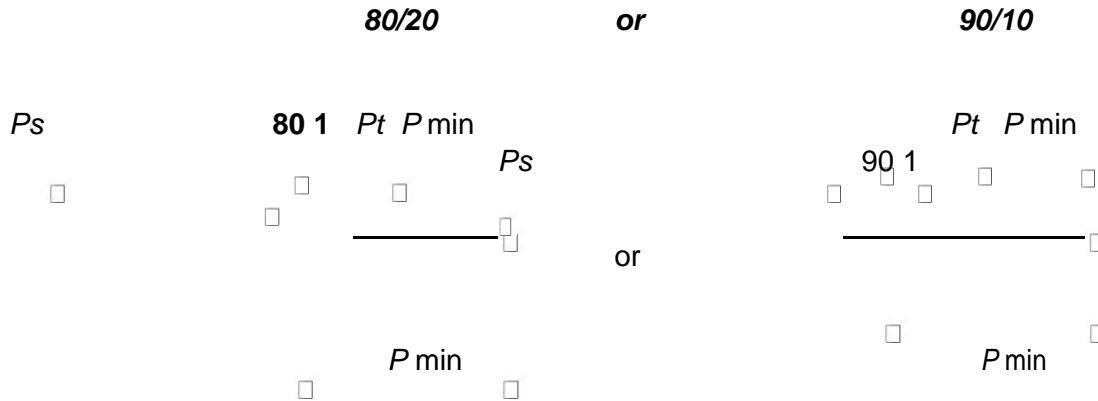 80/20 or 90/10
Ps 80 1 Pt P min Pt P min
Ps 90 1
or
P min P min